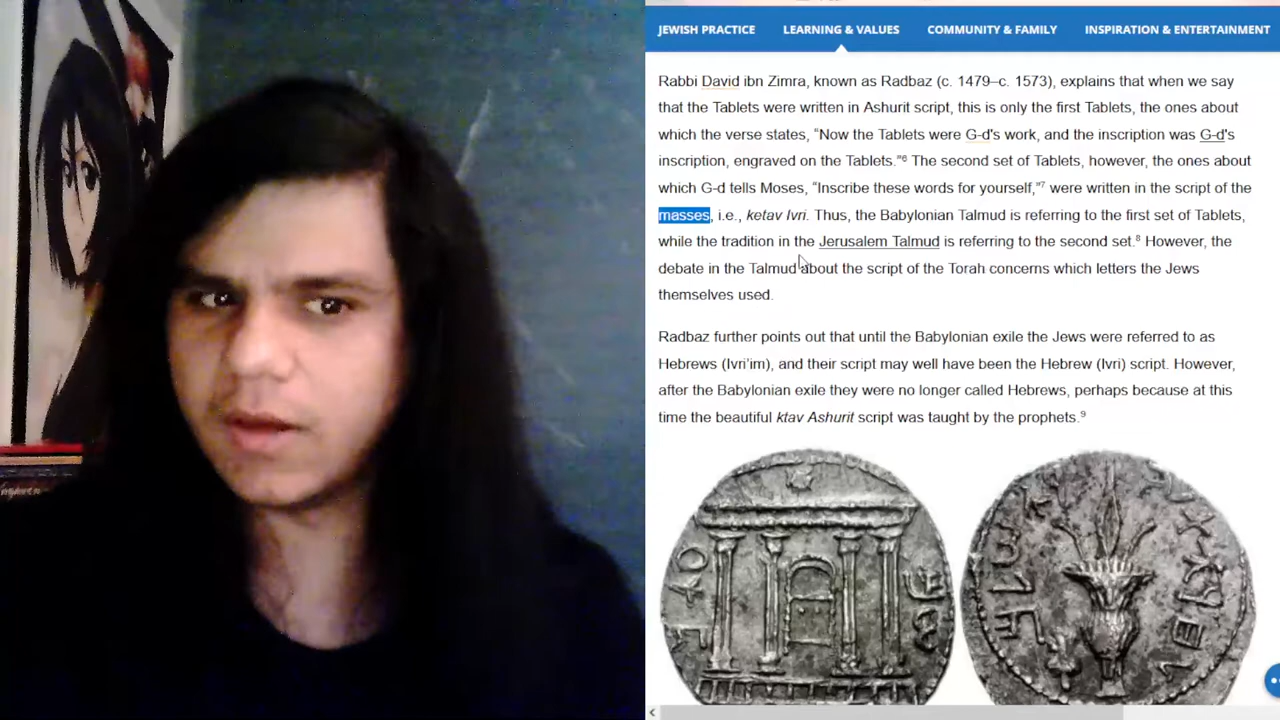 JEWISH PRACTICE LEARNING & VALUES COMMUNITY & FAMILY INSPIRATION & ENTERTAINMENT
Rabbi David ibn Zimra, known as Radbaz (c. 1479–c. 1573), explains that when we say
that the Tablets were written in Ashurit script, this is only the first Tablets, the ones about
which the verse states, “Now the Tablets were G-d's work, and the inscription was G-d's
inscription, engraved on the Tablets.”⁶ The second set of Tablets, however, the ones about
which G-d tells Moses, “Inscribe these words for yourself,”⁷ were written in the script of the
masses, i.e., ketav Ivri. Thus, the Babylonian Talmud is referring to the first set of Tablets,
while the tradition in the Jerusalem Talmud is referring to the second set.⁸ However, the
debate in the Talmud about the script of the Torah concerns which letters the Jews
themselves used.
Radbaz further points out that until the Babylonian exile the Jews were referred to as
Hebrews (Ivri’im), and their script may well have been the Hebrew (Ivri) script. However,
after the Babylonian exile they were no longer called Hebrews, perhaps because at this
time the beautiful ktav Ashurit script was taught by the prophets.⁹